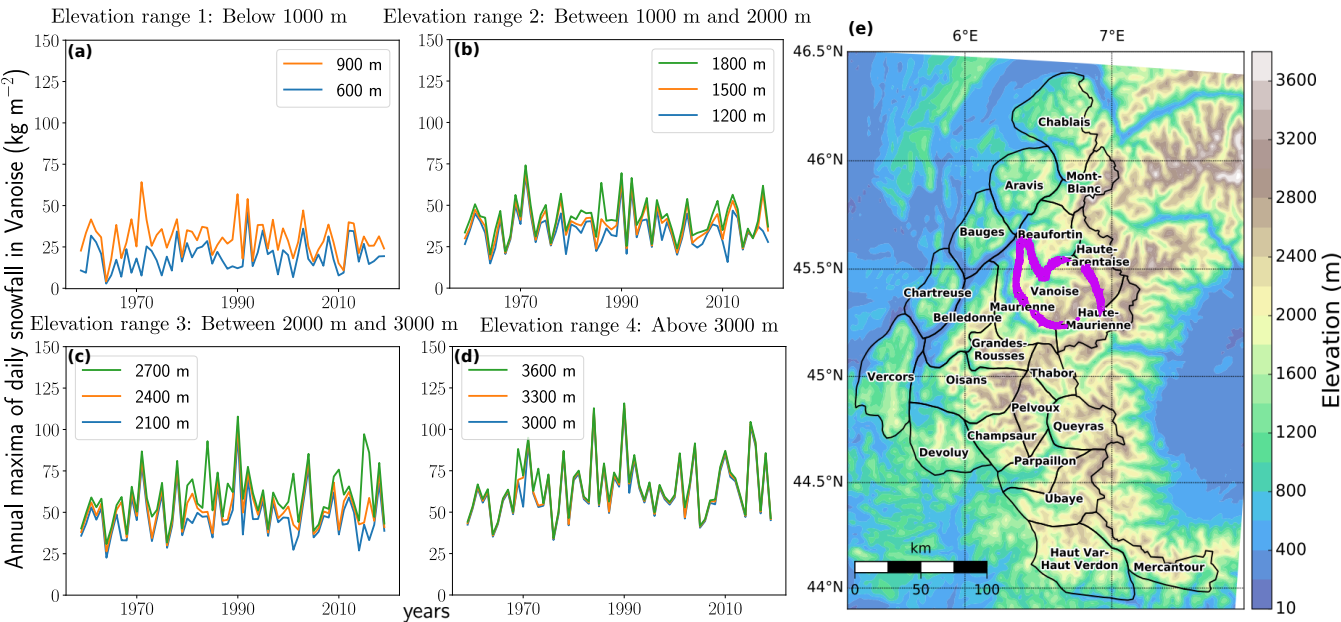 Elevation range 1: Below 1000 m
Elevation range 2: Between 1000 m and 2000 m
Annual maxima of daily snowfall in Vanoise (kg m⁻²)
(a)
900 m
600 m
150
125
100
75
50
25
0
1970
1990
2010
(b)
1800 m
1500 m
1200 m
150
125
100
75
50
25
0
1970
1990
2010
Elevation range 3: Between 2000 m and 3000 m
Elevation range 4: Above 3000 m
(c)
2700 m
2400 m
2100 m
150
125
100
75
50
25
0
1970
1990
2010
(d)
3600 m
3300 m
3000 m
150
125
100
75
50
25
0
1970
1990
2010
years
(e)
6°E
7°E
46.5°N
46°N
45.5°N
45°N
44.5°N
44°N
Chablais
Aravis
Mont-
Blanc
Bauges
Beaufortin
Haute-
Tarentaise
Chartreuse
Vanoise
Maurienne
Belledonne
Haute-
Maurienne
Grandes-
Rousses
Vercors
Oisans
Thabor
Pelvoux
Champsaur
Queyras
Devoluy
Parpaillon
Ubaye
Haut Var-
Haut Verdon
Mercantour
km
0
50
100
3600
3200
2800
2400
2000
1600
1200
800
400
10
Elevation (m)